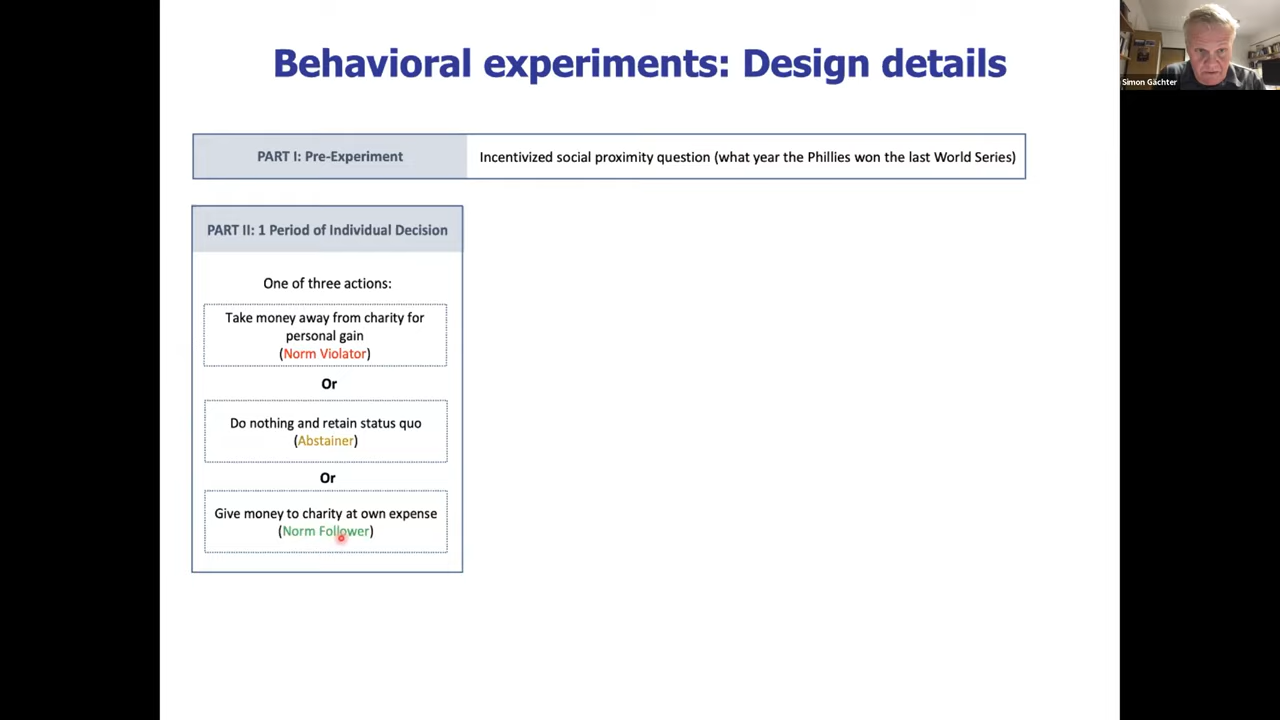 Behavioral experiments: Design details
Simon Gächter
PART I: Pre-Experiment
Incentivized social proximity question (what year the Phillies won the last World Series)
PART II: 1 Period of Individual Decision
One of three actions:
Take money away from charity for
personal gain
(Norm Violator)
Or
Do nothing and retain status quo
(Abstainer)
Or
Give money to charity at own expense
(Norm Follower)